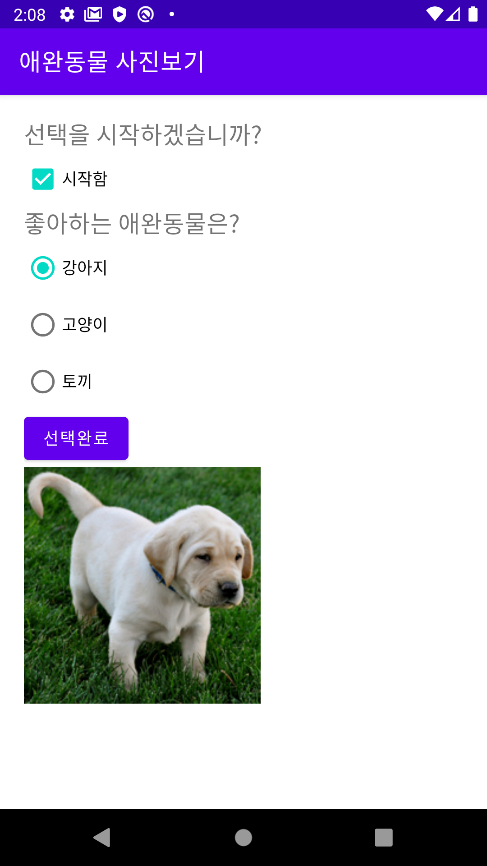 2:08
애완동물 사진보기
선택을 시작하겠습니까?
시작함
좋아하는 애완동물은?
강아지
고양이
토끼
선택완료